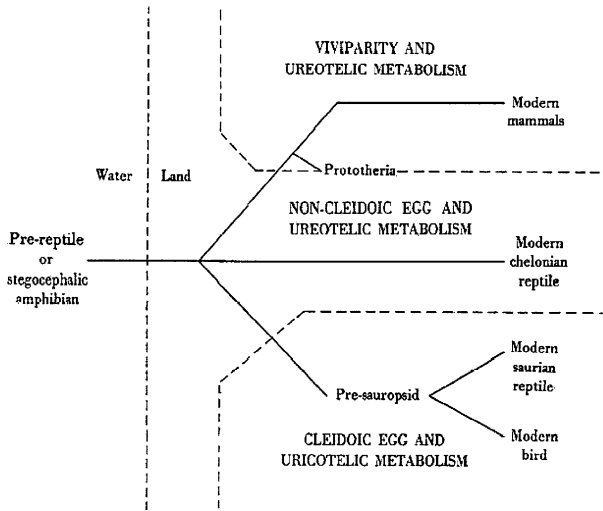 VIVIPARITY AND
UREOTELIC METABOLISM
Modern
mammals
Water
Land
Prototheria
NON-CLEIDOIC EGG AND
UREOTELIC METABOLISM
Pre-reptile
or
stegocephalic
amphibian
Modern
chelonian
reptile
Modern
saurian
reptile
Pre-sauropsid
CLEIDOIC EGG AND
URICOTELIC METABOLISM
Modern
bird